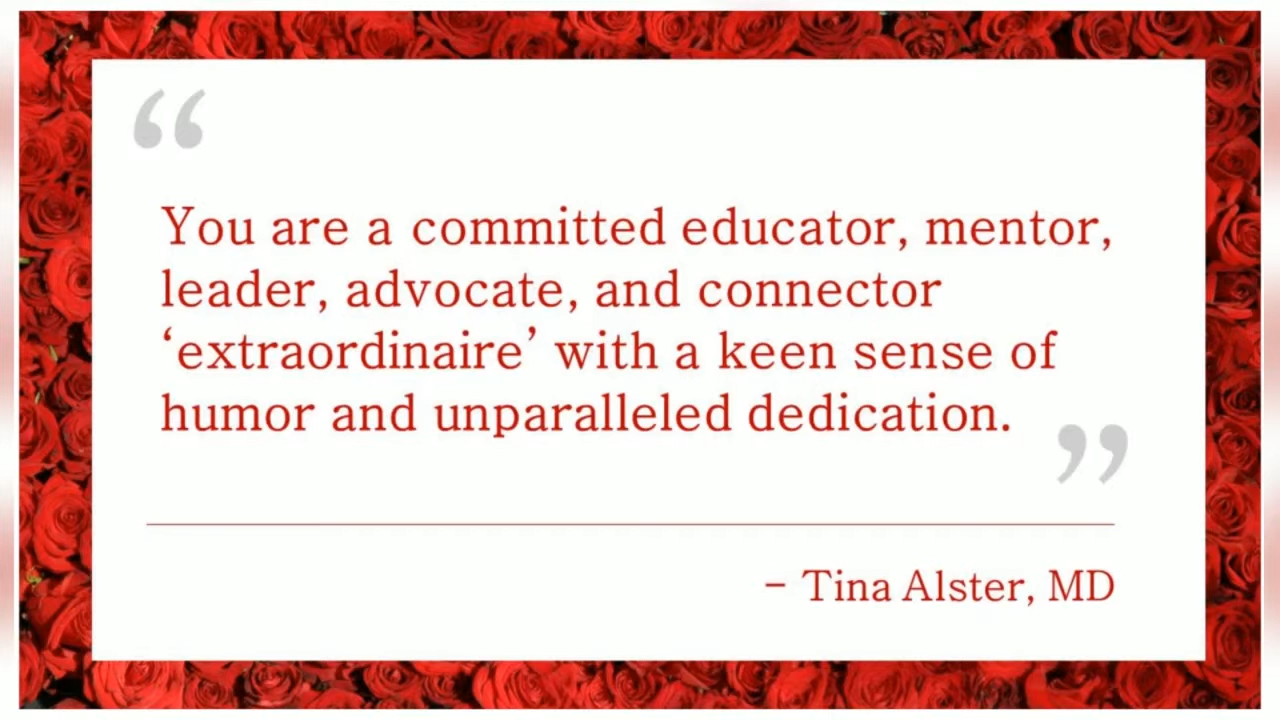 “
You are a committed educator, mentor,
leader, advocate, and connector
‘extraordinaire’ with a keen sense of
humor and unparalleled dedication.
”
– Tina Alster, MD